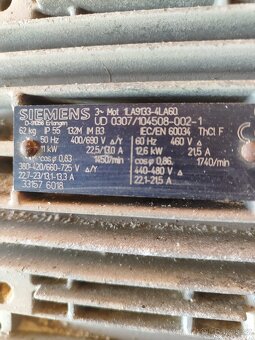 SIEMENS 3~ Mot 1LA9133-4LA60
D-91056 Erlangen UD 0307/104508-002-1
62 kg IP 55 132M IM B3 IEC/EN 60034 ThCl F
50 Hz 400/690 V Δ/Y 60 Hz 460 V Δ
11 kW 22,5/13,0 A 12,6 kW 21,5 A
cos φ 0,83 1450/min cos φ 0,86 1740/min
380-420/660-725 V Δ/Y 440-480 V Δ
22,7-23/13,1-13,3 A 22,1-21,5 A
33157 6018